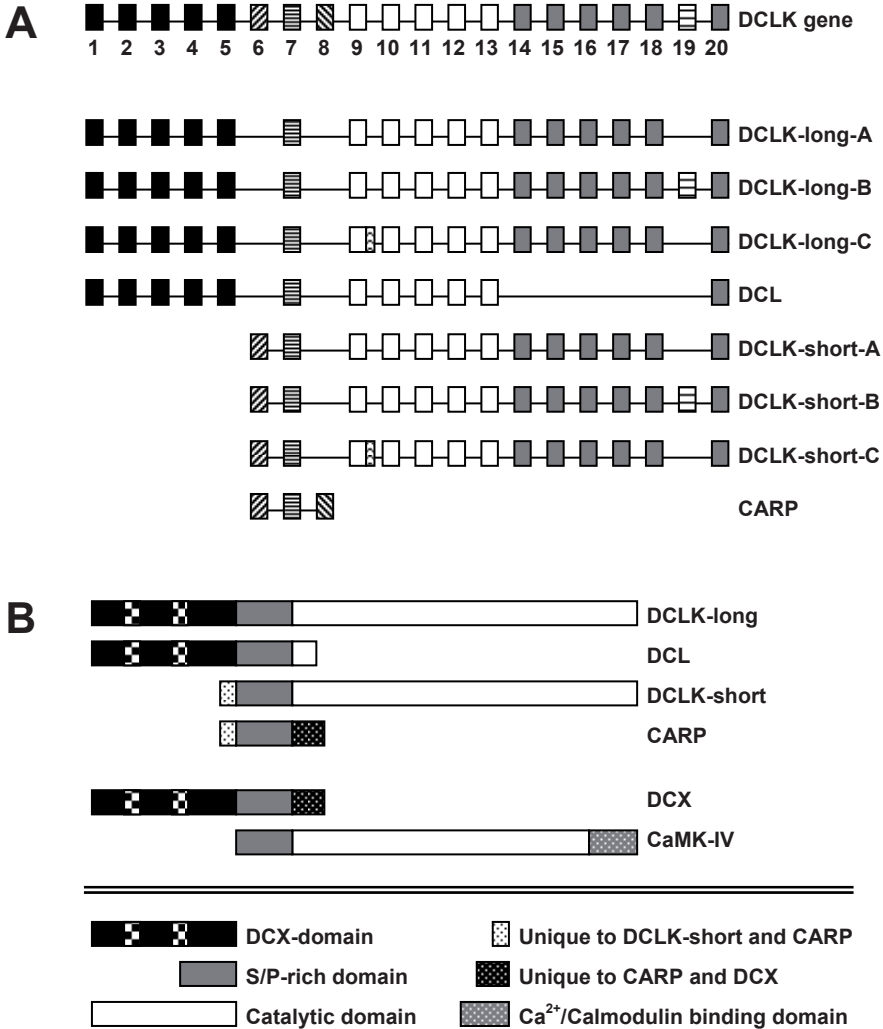 A
DCLK gene
1 2 3 4 5 6 7 8 9 10 11 12 13 14 15 16 17 18 19 20
DCLK-long-A
DCLK-long-B
DCLK-long-C
DCL
DCLK-short-A
DCLK-short-B
DCLK-short-C
CARP
B
DCLK-long
DCL
DCLK-short
CARP
DCX
CaMK-IV
DCX-domain
S/P-rich domain
Catalytic domain
Unique to DCLK-short and CARP
Unique to CARP and DCX
Ca²⁺/Calmodulin binding domain